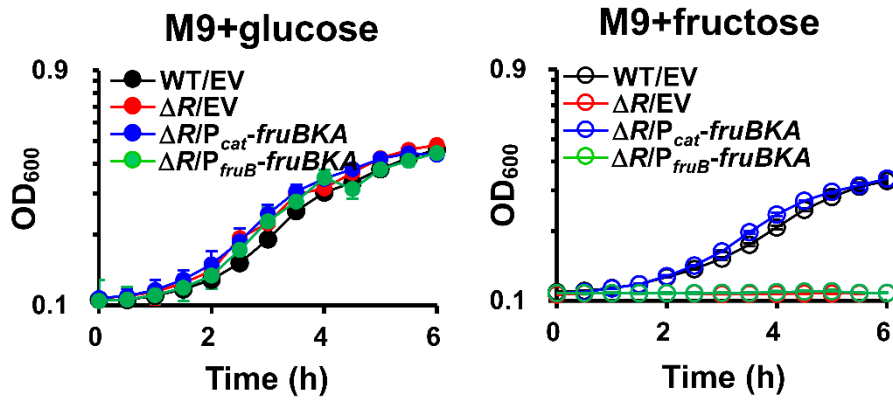 M9+glucose
0.9
WT/EV
ΔR/EV
ΔR/Pcat-fruBKA
ΔR/PfruB-fruBKA
OD600
0.1
0 2 4 6
Time (h)
M9+fructose
0.9
WT/EV
ΔR/EV
ΔR/Pcat-fruBKA
ΔR/PfruB-fruBKA
OD600
0.1
0 2 4 6
Time (h)